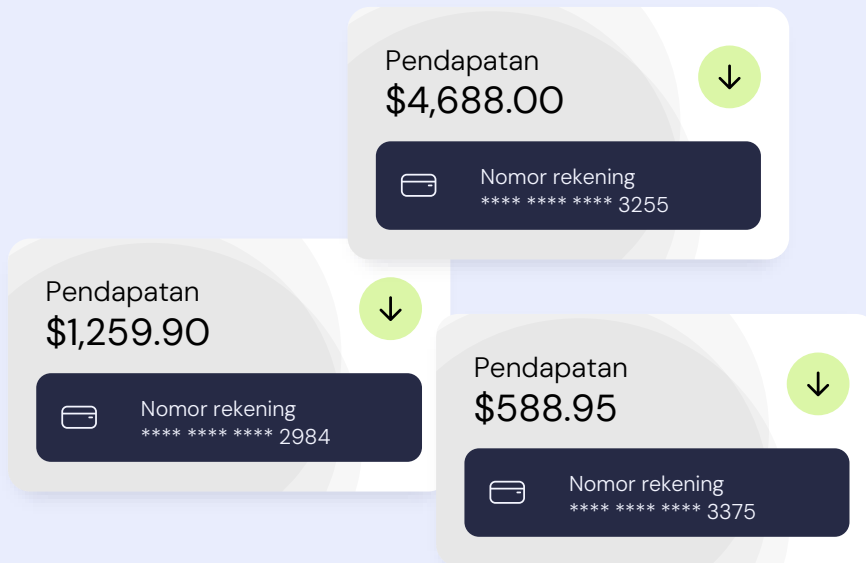 Pendapatan
$4,688.00
Nomor rekening
**** **** **** 3255
Pendapatan
$1,259.90
Nomor rekening
**** **** **** 2984
Pendapatan
$588.95
Nomor rekening
**** **** **** 3375